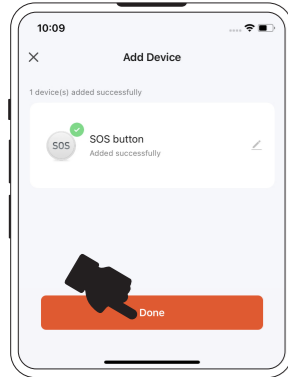 10:09
Add Device
1 device(s) added successfully
SOS
SOS button
Added successfully
Done